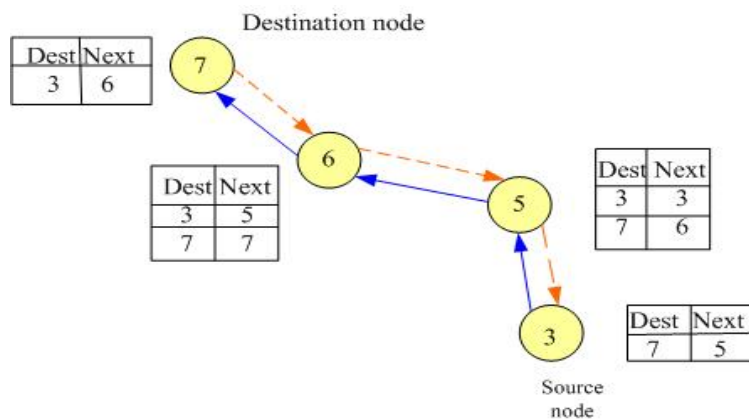 Destination node
Dest Next
3 6
7
6
Dest Next
3 5
7 7
5
Dest Next
3 3
7 6
3
Dest Next
7 5
Source
node